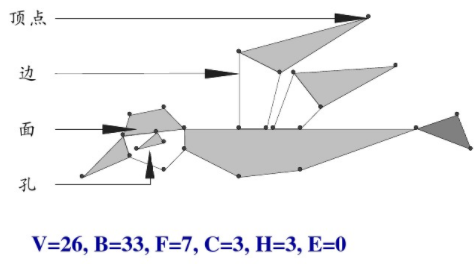 顶点
边
面
孔
V=26, B=33, F=7, C=3, H=3, E=0